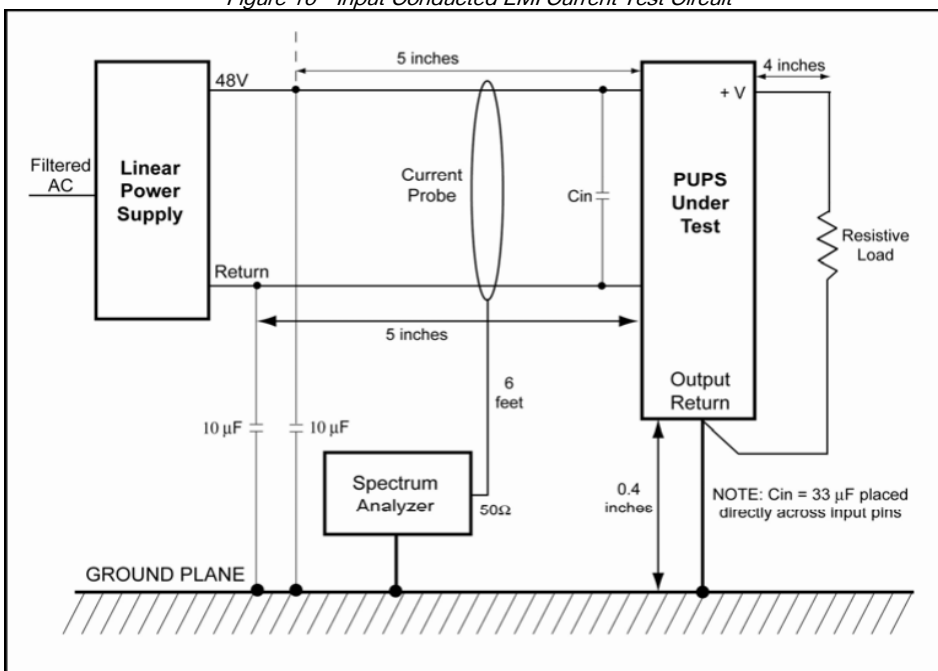 Figure 10 - Input Conducted EMI Current Test Circuit
5 inches
4 inches
48V
+ V
Filtered
AC
Linear
Power
Supply
Current
Probe
Cin
PUPS
Under
Test
Resistive
Load
Return
5 inches
Output
Return
6
feet
10 μF
10 μF
Spectrum
Analyzer
50Ω
0.4
inches
NOTE: Cin = 33 μF placed
directly across input pins
GROUND PLANE